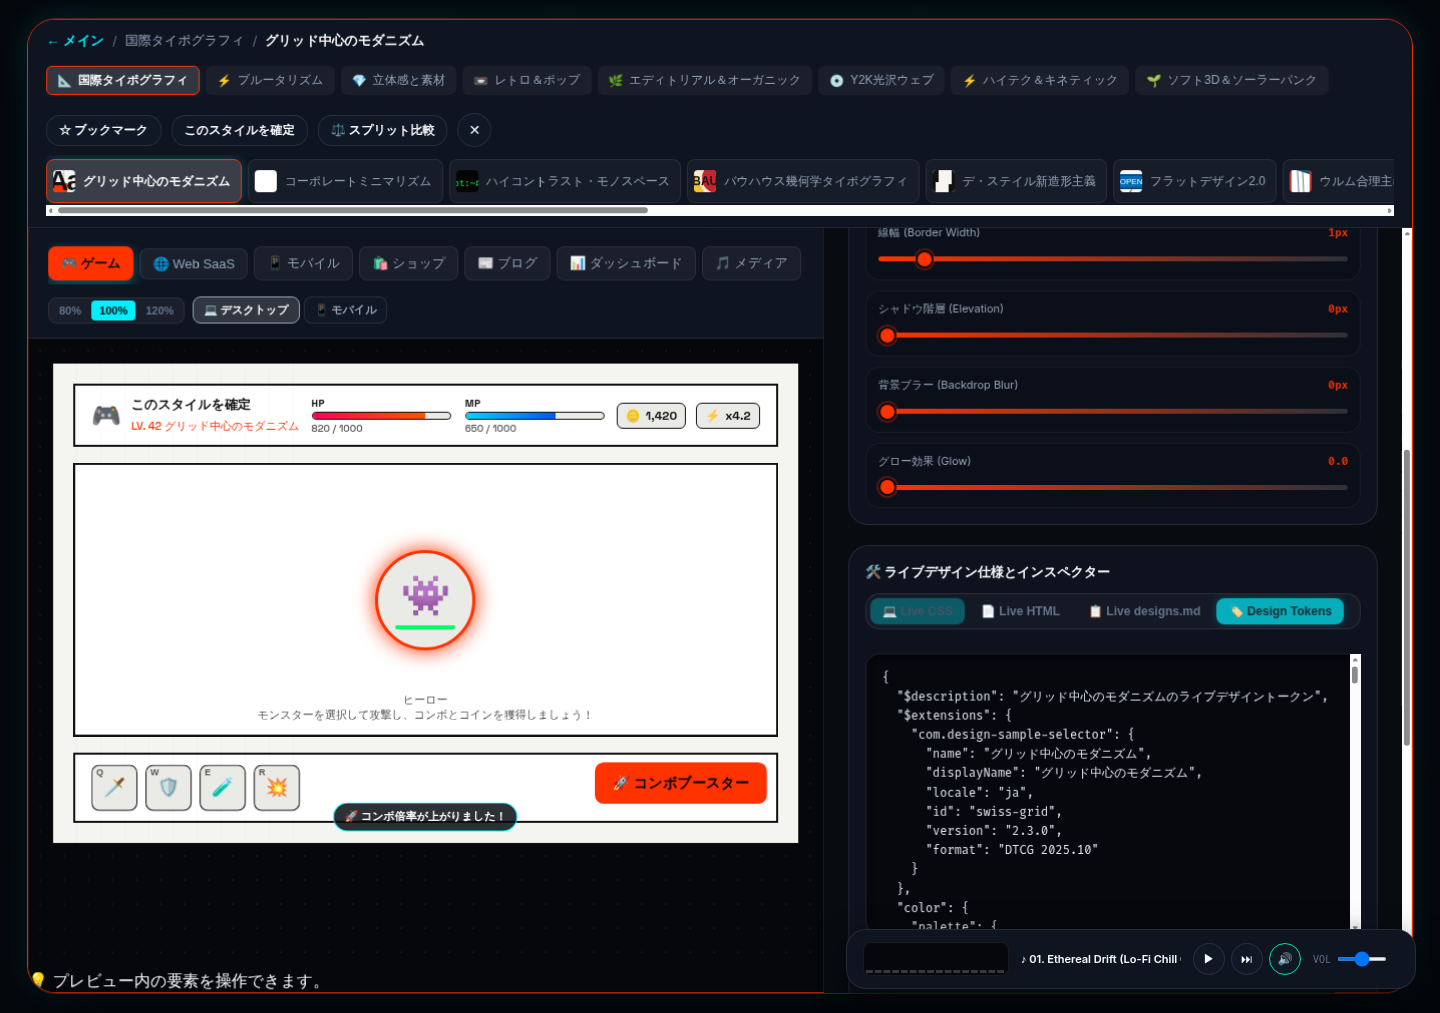 ← メイン / 国際タイポグラフィ / グリッド中心のモダニズム
📐 国際タイポグラフィ ⚡ ブルータリズム 💎 立体感と素材 📼 レトロ＆ポップ 🌿 エディトリアル＆オーガニック 💿 Y2K光沢ウェブ ⚡ ハイテク＆キネティック 🌱 ソフト3D＆ソーラーパンク
☆ ブックマーク このスタイルを確定 ⚖️ スプリット比較 ✕
Aa グリッド中心のモダニズム コーポレートミニマリズム ハイコントラスト・モノスペース BAU バウハウス幾何学タイポグラフィ デ・ステイル新造形主義 OPEN フラットデザイン2.0 ウルム合理主
🎮 ゲーム 🌐 Web SaaS 📱 モバイル 🛍️ ショップ 📰 ブログ 📊 ダッシュボード 🎵 メディア
80% 100% 120% 💻 デスクトップ 📱 モバイル
このスタイルを確定
LV. 42 グリッド中心のモダニズム
HP
820 / 1000
MP
650 / 1000
🪙 1,420 ⚡ x4.2
ヒーロー
モンスターを選択して攻撃し、コンボとコインを獲得しましょう！
Q W E R
🚀 コンボブースター
🚀 コンボ倍率が上がりました！
💡 プレビュー内の要素を操作できます。
線幅 (Border Width) 1px
シャドウ階層 (Elevation) 0px
背景ブラー (Backdrop Blur) 0px
グロー効果 (Glow) 0.0
🛠️ ライブデザイン仕様とインスペクター
💻 Live CSS 📄 Live HTML 📋 Live designs.md 🏷️ Design Tokens
{
"$description": "グリッド中心のモダニズムのライブデザイントークン",
"$extensions": {
"com.design-sample-selector": {
"name": "グリッド中心のモダニズム",
"displayName": "グリッド中心のモダニズム",
"locale": "ja",
"id": "swiss-grid",
"version": "2.3.0",
"format": "DTCG 2025.10"
}
},
"color": {
"palette": {
♪ 01. Ethereal Drift (Lo-Fi Chill
VOL